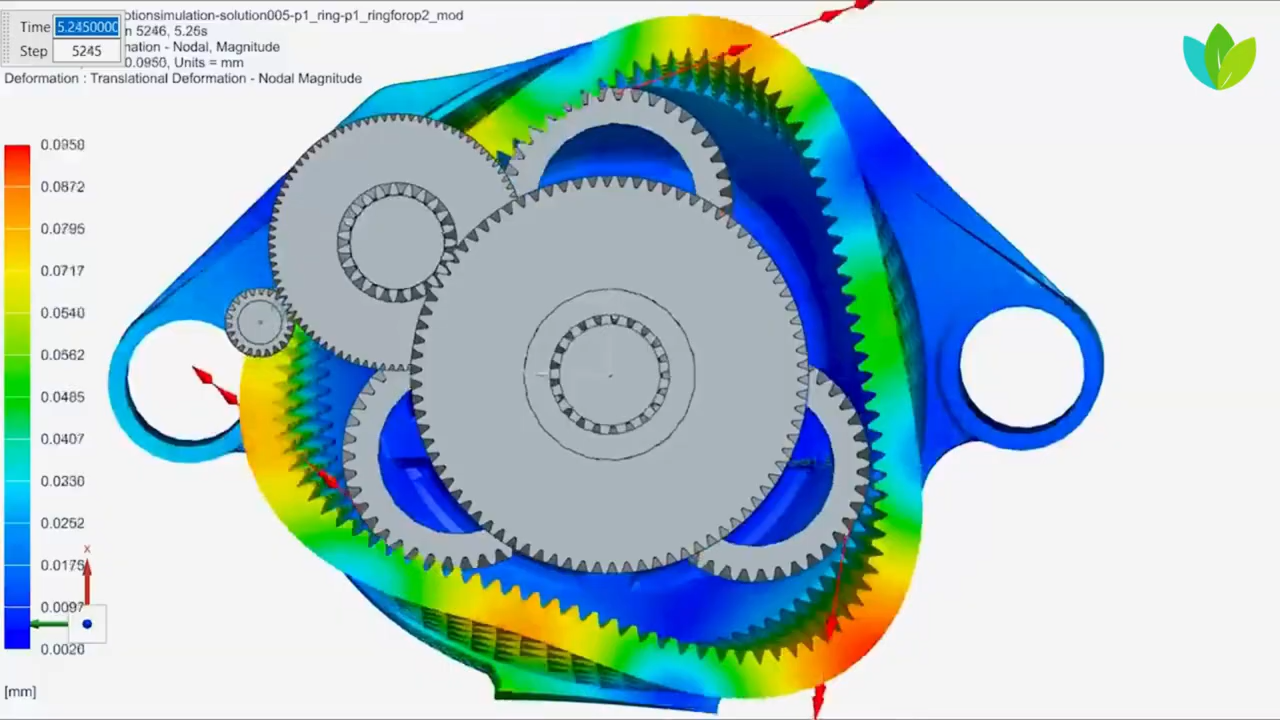 Time 5.2450000
Step 5245
otionsimulation-solution005-p1_ring-p1_ringforop2_mod
n 5246, 5.26s
nation - Nodal, Magnitude
0.0950, Units = mm
Deformation : Translational Deformation - Nodal Magnitude
0.0950
0.0872
0.0795
0.0717
0.0640
0.0562
0.0485
0.0407
0.0330
0.0252
0.0175
0.0097
0.0020
X
[mm]